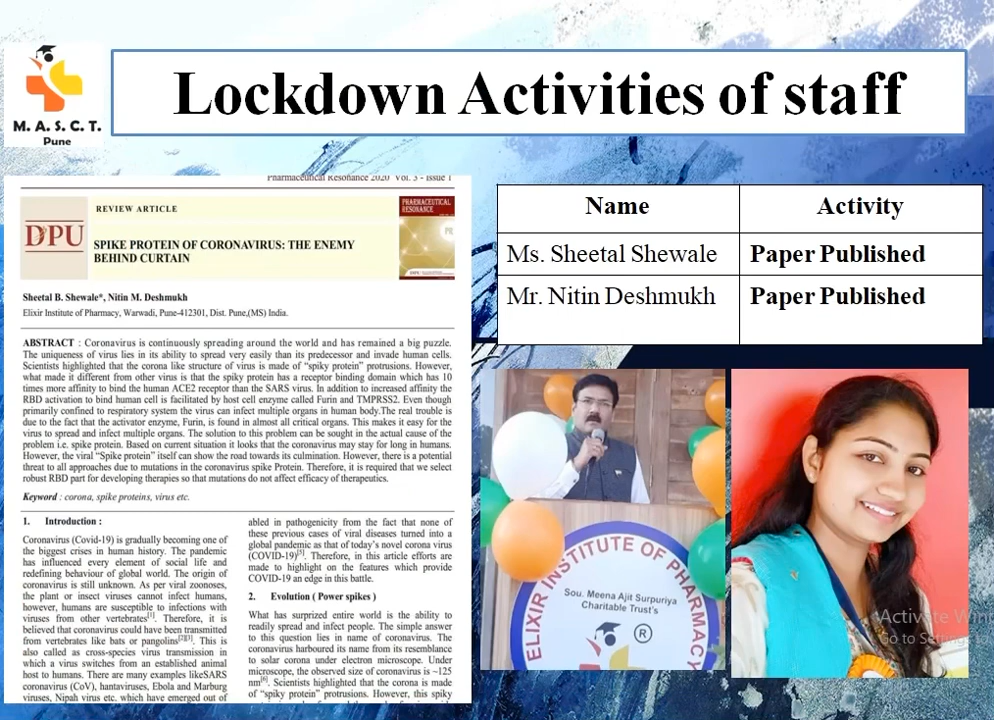 Lockdown Activities of staff
M. A. S. C. T.
Pune
Pharmaceutical Resonance 2020 Vol. 3 - Issue 1
REVIEW ARTICLE
PHARMACEUTICAL
RESONANCE
PR
DPU
SPIKE PROTEIN OF CORONAVIRUS: THE ENEMY
BEHIND CURTAIN
Sheetal B. Shewale*, Nitin M. Deshmukh
Elixir Institute of Pharmacy, Warwadi, Pune-412301, Dist. Pune,(MS) India.
ABSTRACT : Coronavirus is continuously spreading around the world and has remained a big puzzle.
The uniqueness of virus lies in its ability to spread very easily than its predecessor and invade human cells.
Scientists highlighted that the corona like structure of virus is made of “spiky protein” protrusions. However,
what made it different from other virus is that the spiky protein has a receptor binding domain which has 10
times more affinity to bind the human ACE2 receptor than the SARS virus. In addition to increased affinity the
RBD activation to bind human cell is facilitated by host cell enzyme called Furin and TMPRSS2. Even though
primarily confined to respiratory system the virus can infect multiple organs in human body.The real trouble is
due to the fact that the activator enzyme, Furin, is found in almost all critical organs. This makes it easy for the
virus to spread and infect multiple organs. The solution to this problem can be sought in the actual cause of the
problem i.e. spike protein. Based on current situation it looks that the coronavirus may stay for long in humans.
However, the viral “Spike protein” itself can show the road towards its culmination. However, there is a potential
threat to all approaches due to mutations in the coronavirus spike Protein. Therefore, it is required that we select
robust RBD part for developing therapies so that mutations do not affect efficacy of therapeutics.
Keyword : corona, spike proteins, virus etc.
1. Introduction :
Coronavirus (Covid-19) is gradually becoming one of
the biggest crises in human history. The pandemic
has influenced every element of social life and
redefining behaviour of global world. The origin of
coronavirus is still unknown. As per viral zoonoses,
the plant or insect viruses cannot infect humans,
however, humans are susceptible to infections with
viruses from other vertebrates[1]. Therefore, it is
believed that coronavirus could have been transmitted
from vertebrates like bats or pangolins[2][3]. This is
also called as cross-species virus transmission in
which a virus switches from an established animal
host to humans. There are many examples likeSARS
coronavirus (CoV), hantaviruses, Ebola and Marburg
viruses, Nipah virus etc. which have emerged out of
abled in pathogenicity from the fact that none of
these previous cases of viral diseases turned into a
global pandemic as that of today's novel corona virus
(COVID-19)[5]. Therefore, in this article efforts are
made to highlight on the features which provide
COVID-19 an edge in this battle.
2. Evolution ( Power spikes )
What has surprized entire world is the ability to
readily spread and infect people. The simple answer
to this question lies in name of coronavirus. The
coronavirus harboured its name from its resemblance
to solar corona under electron microscope. Under
microscope, the observed size of coronavirus is ~125
nm[6]. Scientists highlighted that the corona is made
of “spiky protein” protrusions. However, this spiky
Name Activity
Ms. Sheetal Shewale Paper Published
Mr. Nitin Deshmukh Paper Published
ELIXIR INSTITUTE OF PHARMACY
Sou. Meena Ajit Surpuriya
Charitable Trust's
®
Activate Win
Go to Settings to